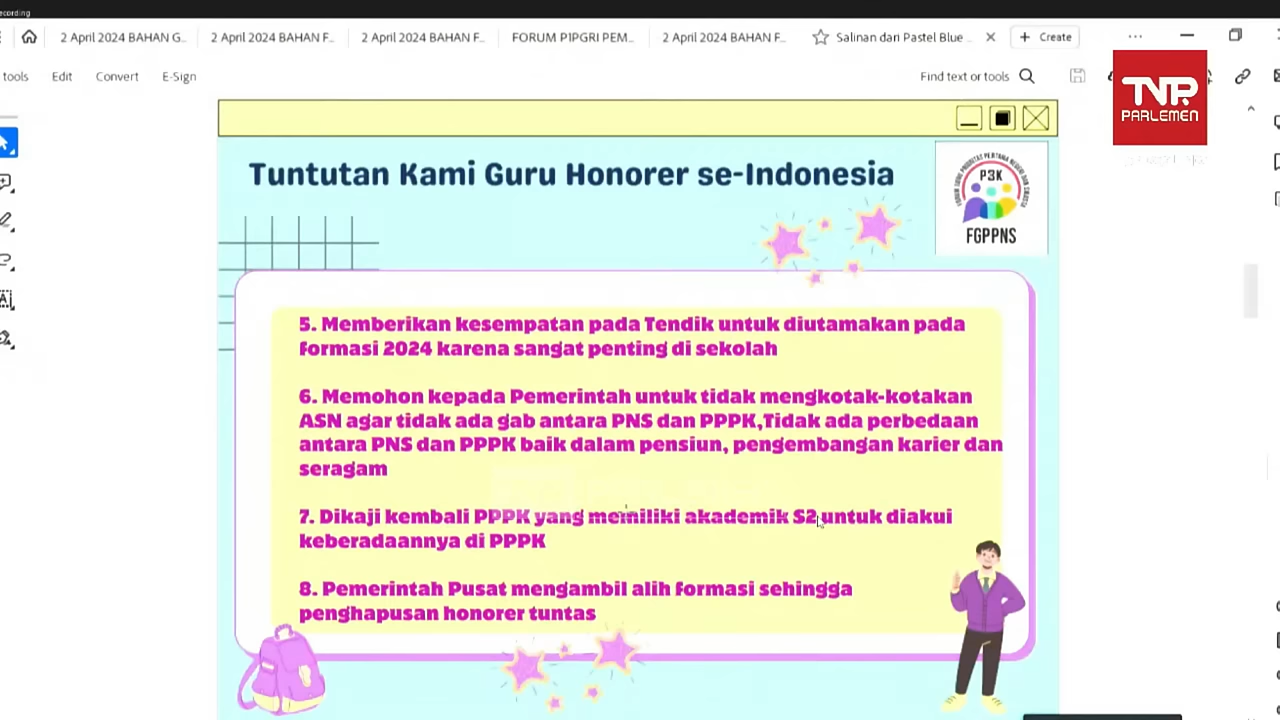 ecording
2 April 2024 BAHAN G...
2 April 2024 BAHAN F...
2 April 2024 BAHAN F...
FORUM P1PGRI PEM...
2 April 2024 BAHAN F...
Salinan dari Pastel Blue ...
Create
tools
Edit
Convert
E-Sign
Find text or tools
TVR
PARLEMEN
Tuntutan Kami Guru Honorer se-Indonesia
P3K
FGPPNS
5. Memberikan kesempatan pada Tendik untuk diutamakan pada
formasi 2024 karena sangat penting di sekolah
6. Memohon kepada Pemerintah untuk tidak mengkotak-kotakan
ASN agar tidak ada gab antara PNS dan PPPK,Tidak ada perbedaan
antara PNS dan PPPK baik dalam pensiun, pengembangan karier dan
seragam
7. Dikaji kembali PPPK yang memiliki akademik S2 untuk diakui
keberadaannya di PPPK
8. Pemerintah Pusat mengambil alih formasi sehingga
penghapusan honorer tuntas